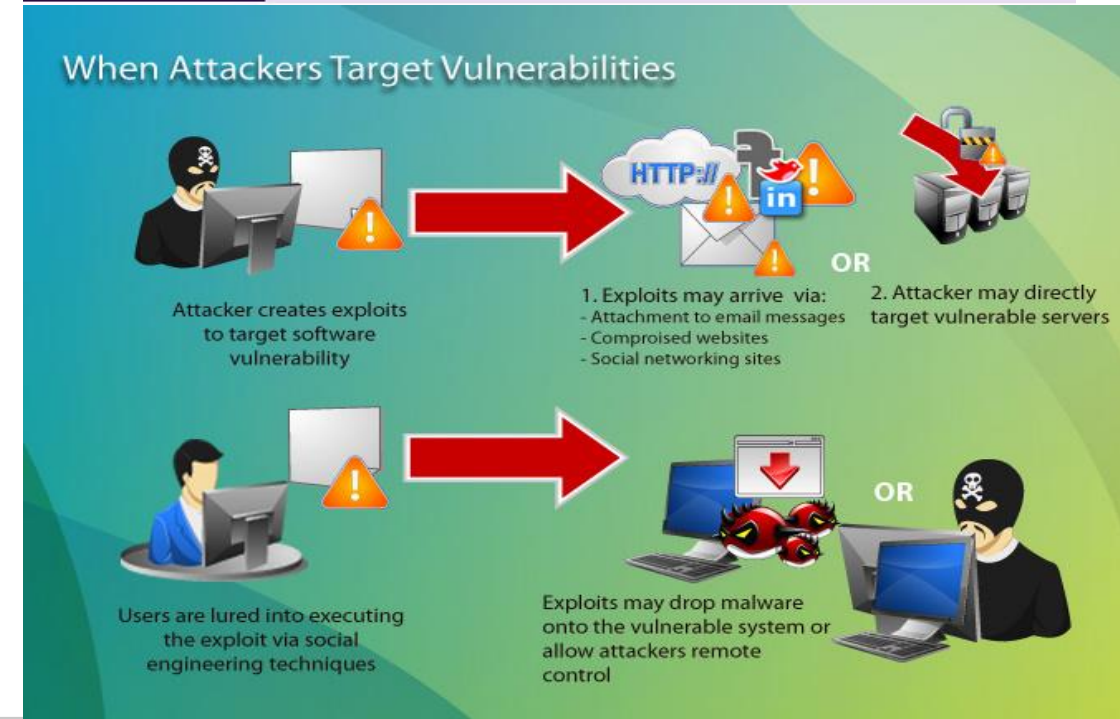 When Attackers Target Vulnerabilities
HTTP://
in
OR
Attacker creates exploits
to target software
vulnerability
1. Exploits may arrive via:
- Attachment to email messages
- Comproised websites
- Social networking sites
2. Attacker may directly
target vulnerable servers
OR
Users are lured into executing
the exploit via social
engineering techniques
Exploits may drop malware
onto the vulnerable system or
allow attackers remote
control